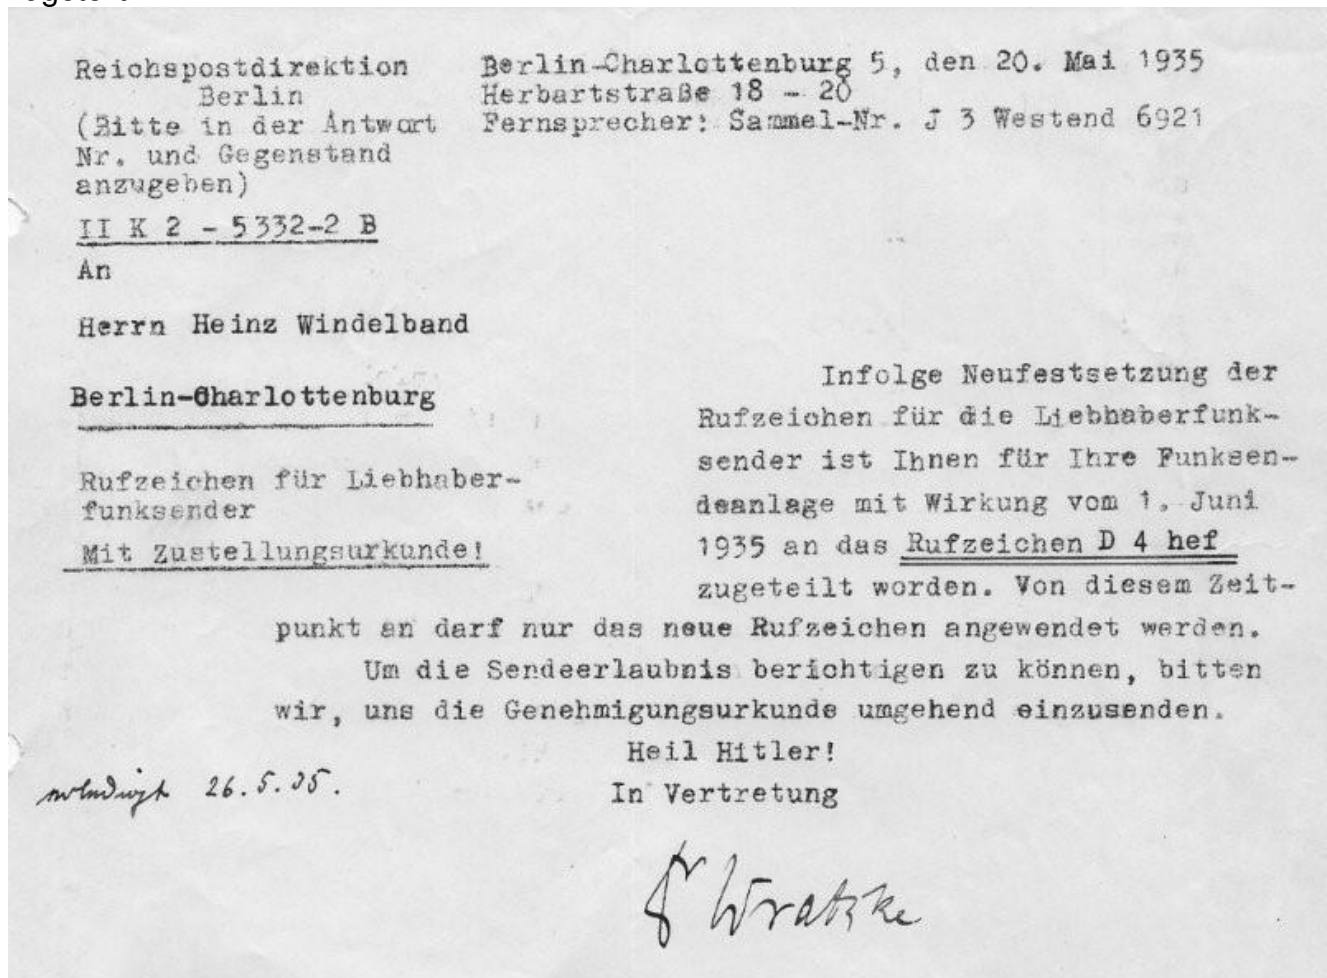 Reichspostdirektion
Berlin
(Bitte in der Antwort
Nr. und Gegenstand
anzugeben)
II K 2 - 5332-2 B
Berlin-Charlottenburg 5, den 20. Mai 1935
Herbartstraße 18 - 20
Fernsprecher: Sammel-Nr. J 3 Westend 6921
An
Herrn Heinz Windelband
Berlin-Charlottenburg
Rufzeichen für Liebhaber-
funksender
Mit Zustellungsurkunde!
Infolge Neufestsetzung der
Rufzeichen für die Liebhaberfunk-
sender ist Ihnen für Ihre Funksen-
deanlage mit Wirkung vom 1. Juni
1935 an das Rufzeichen D 4 hef
zugeteilt worden. Von diesem Zeit-
punkt an darf nur das neue Rufzeichen angewendet werden.
Um die Sendeerlaubnis berichtigen zu können, bitten
wir, uns die Genehmigungsurkunde umgehend einzusenden.
Heil Hitler!
In Vertretung
erledigt 26.5.35.
Wratzke